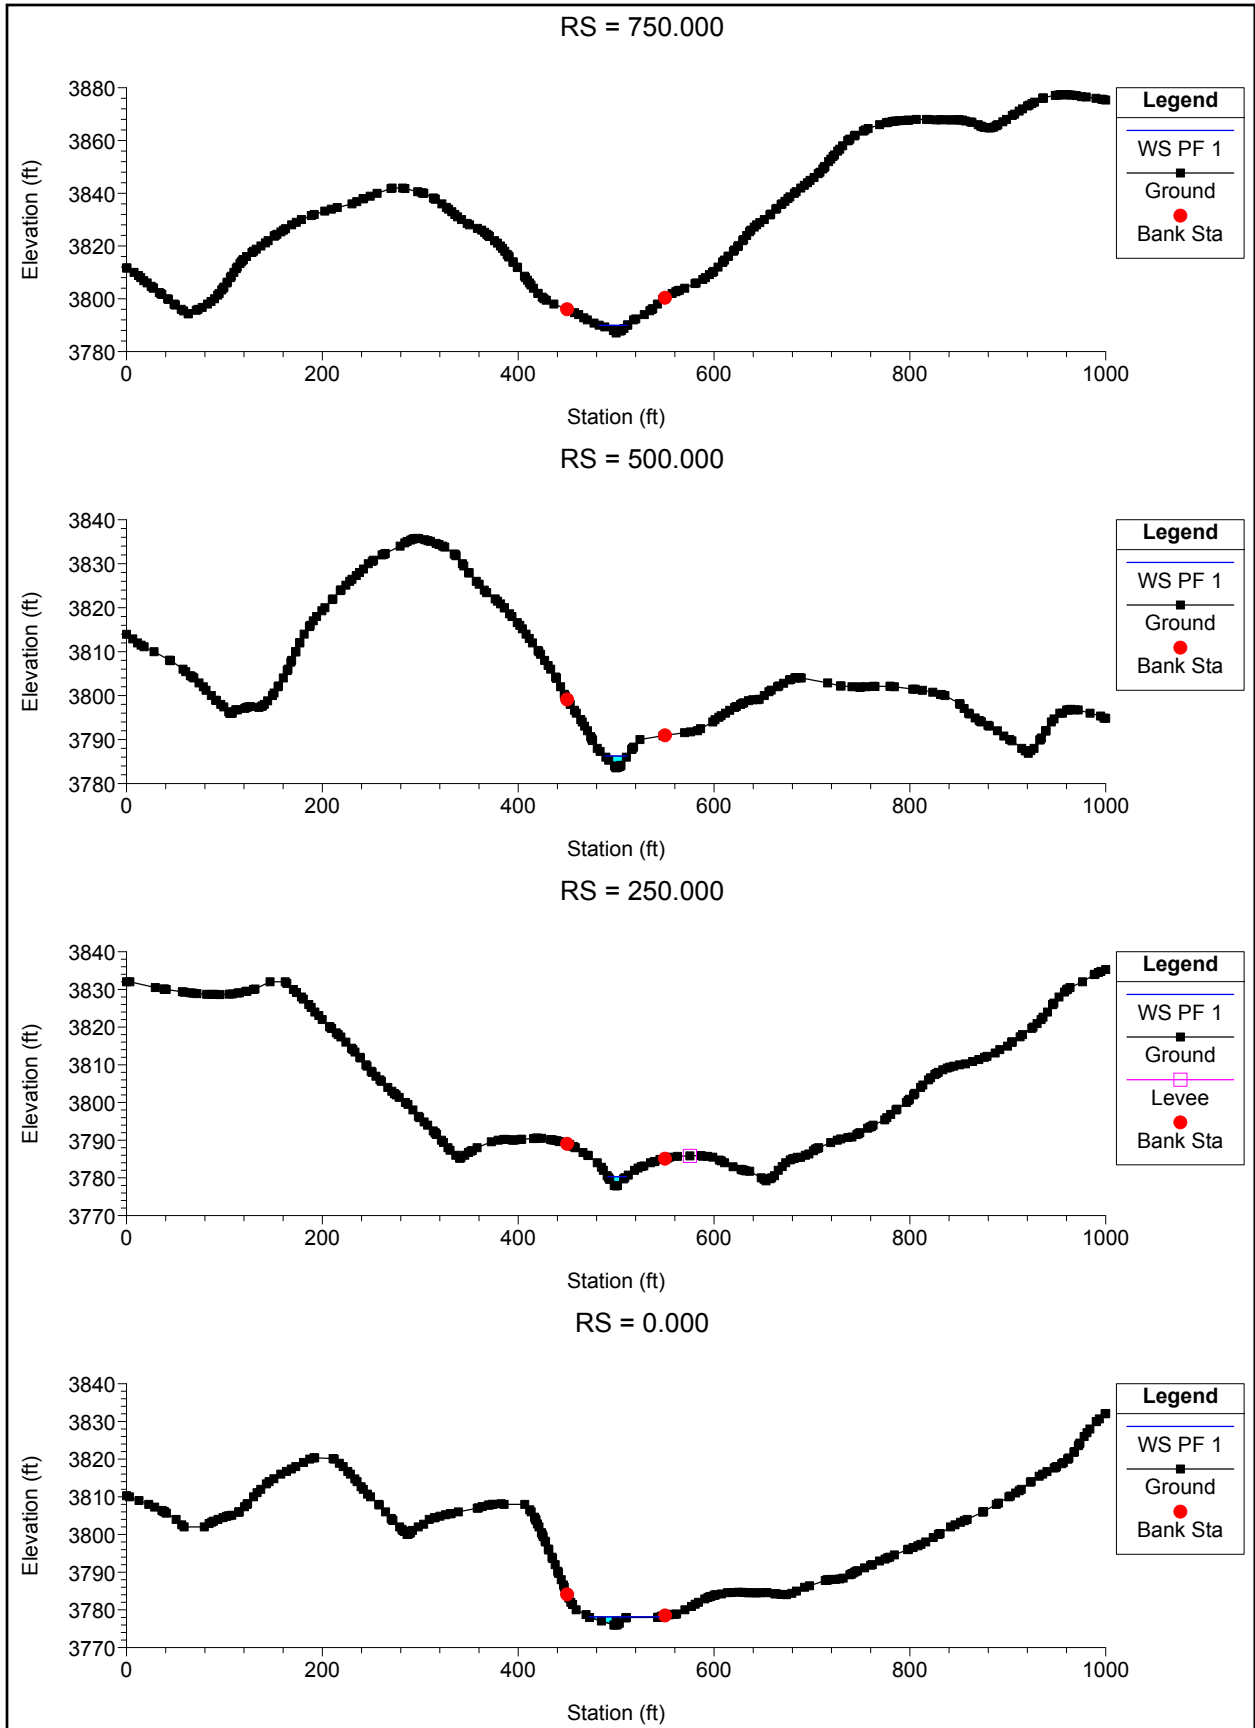 RS = 750.000
Elevation (ft)
3880
3860
3840
3820
3800
3780
0 200 400 600 800 1000
Station (ft)
Legend
WS PF 1
Ground
Bank Sta
RS = 500.000
Elevation (ft)
3840
3830
3820
3810
3800
3790
3780
0 200 400 600 800 1000
Station (ft)
Legend
WS PF 1
Ground
Bank Sta
RS = 250.000
Elevation (ft)
3840
3830
3820
3810
3800
3790
3780
3770
0 200 400 600 800 1000
Station (ft)
Legend
WS PF 1
Ground
Levee
Bank Sta
RS = 0.000
Elevation (ft)
3840
3830
3820
3810
3800
3790
3780
3770
0 200 400 600 800 1000
Station (ft)
Legend
WS PF 1
Ground
Bank Sta